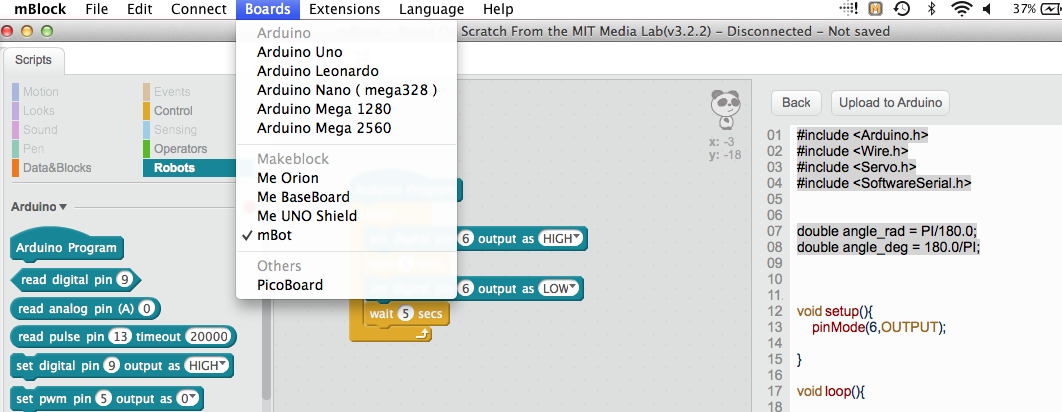 mBlock File Edit Connect Boards Extensions Language Help 37%
Scratch From the MIT Media Lab(v3.2.2) - Disconnected - Not saved
Arduino
Arduino Uno
Arduino Leonardo
Arduino Nano ( mega328 )
Arduino Mega 1280
Arduino Mega 2560
Makeblock
Me Orion
Me BaseBoard
Me UNO Shield
✓ mBot
Others
PicoBoard
Scripts
Motion Events
Looks Control
Sound Sensing
Pen Operators
Data&Blocks Robots
Arduino
Arduino Program
read digital pin 9
read analog pin (A) 0
read pulse pin 13 timeout 20000
set digital pin 9 output as HIGH
set pwm pin 5 output as 0
6 output as HIGH
6 output as LOW
wait 5 secs
x: -3
y: -18
Back Upload to Arduino
01 #include <Arduino.h>
02 #include <Wire.h>
03 #include <Servo.h>
04 #include <SoftwareSerial.h>
05
06
07 double angle_rad = PI/180.0;
08 double angle_deg = 180.0/PI;
09
10
11
12 void setup(){
13 pinMode(6,OUTPUT);
14
15 }
16
17 void loop(){
18